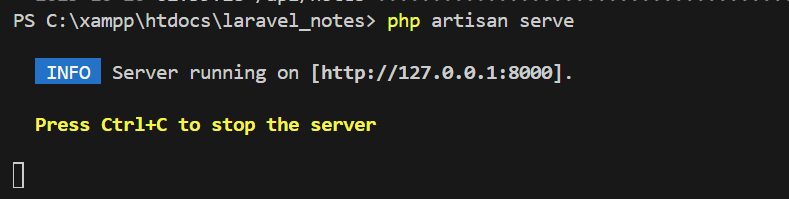 PS C:\xampp\htdocs\laravel_notes> php artisan serve
INFO Server running on [http://127.0.0.1:8000].
Press Ctrl+C to stop the server